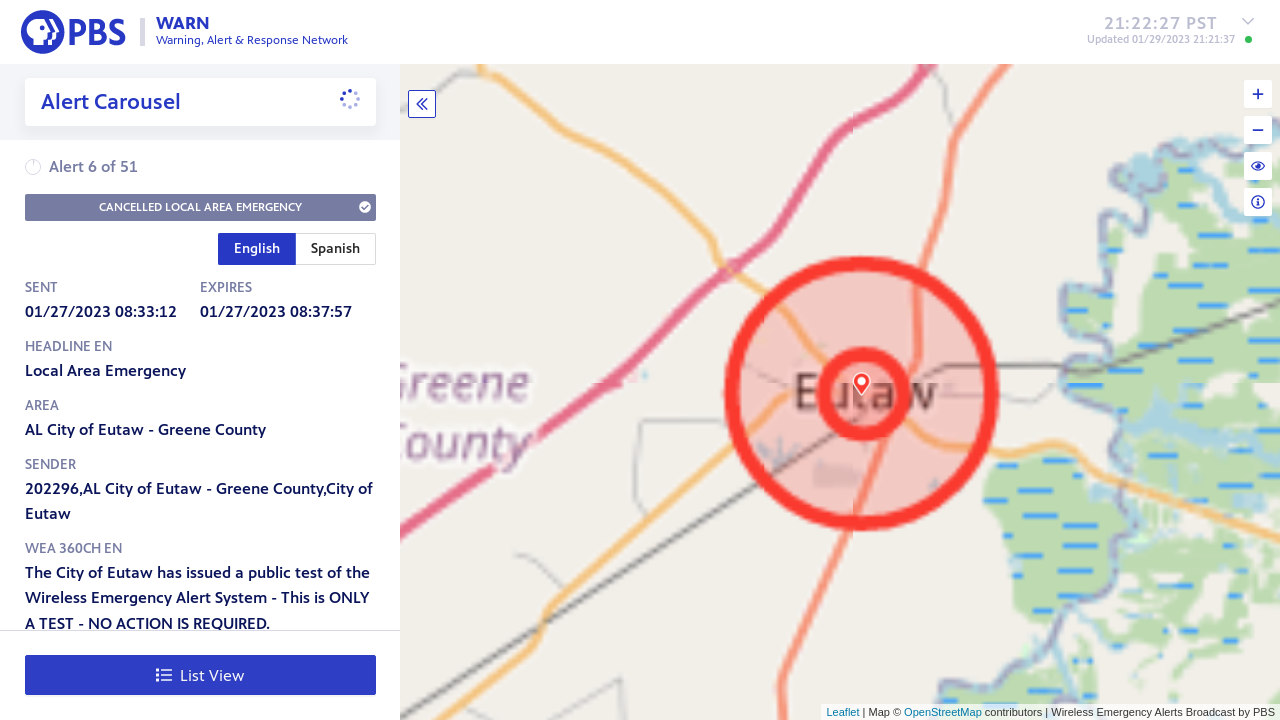 PBS
WARN
Warning, Alert & Response Network
21:22:27 PST
Updated 01/29/2023 21:21:37
Alert Carousel
Alert 6 of 51
CANCELLED LOCAL AREA EMERGENCY
English
Spanish
SENT
EXPIRES
01/27/2023 08:33:12
01/27/2023 08:37:57
HEADLINE EN
Local Area Emergency
AREA
AL City of Eutaw - Greene County
SENDER
202296,AL City of Eutaw - Greene County,City of
Eutaw
WEA 360CH EN
The City of Eutaw has issued a public test of the
Wireless Emergency Alert System - This is ONLY
A TEST - NO ACTION IS REQUIRED.
List View
Greene
County
Eutaw
Leaflet | Map © OpenStreetMap contributors | Wireless Emergency Alerts Broadcast by PBS